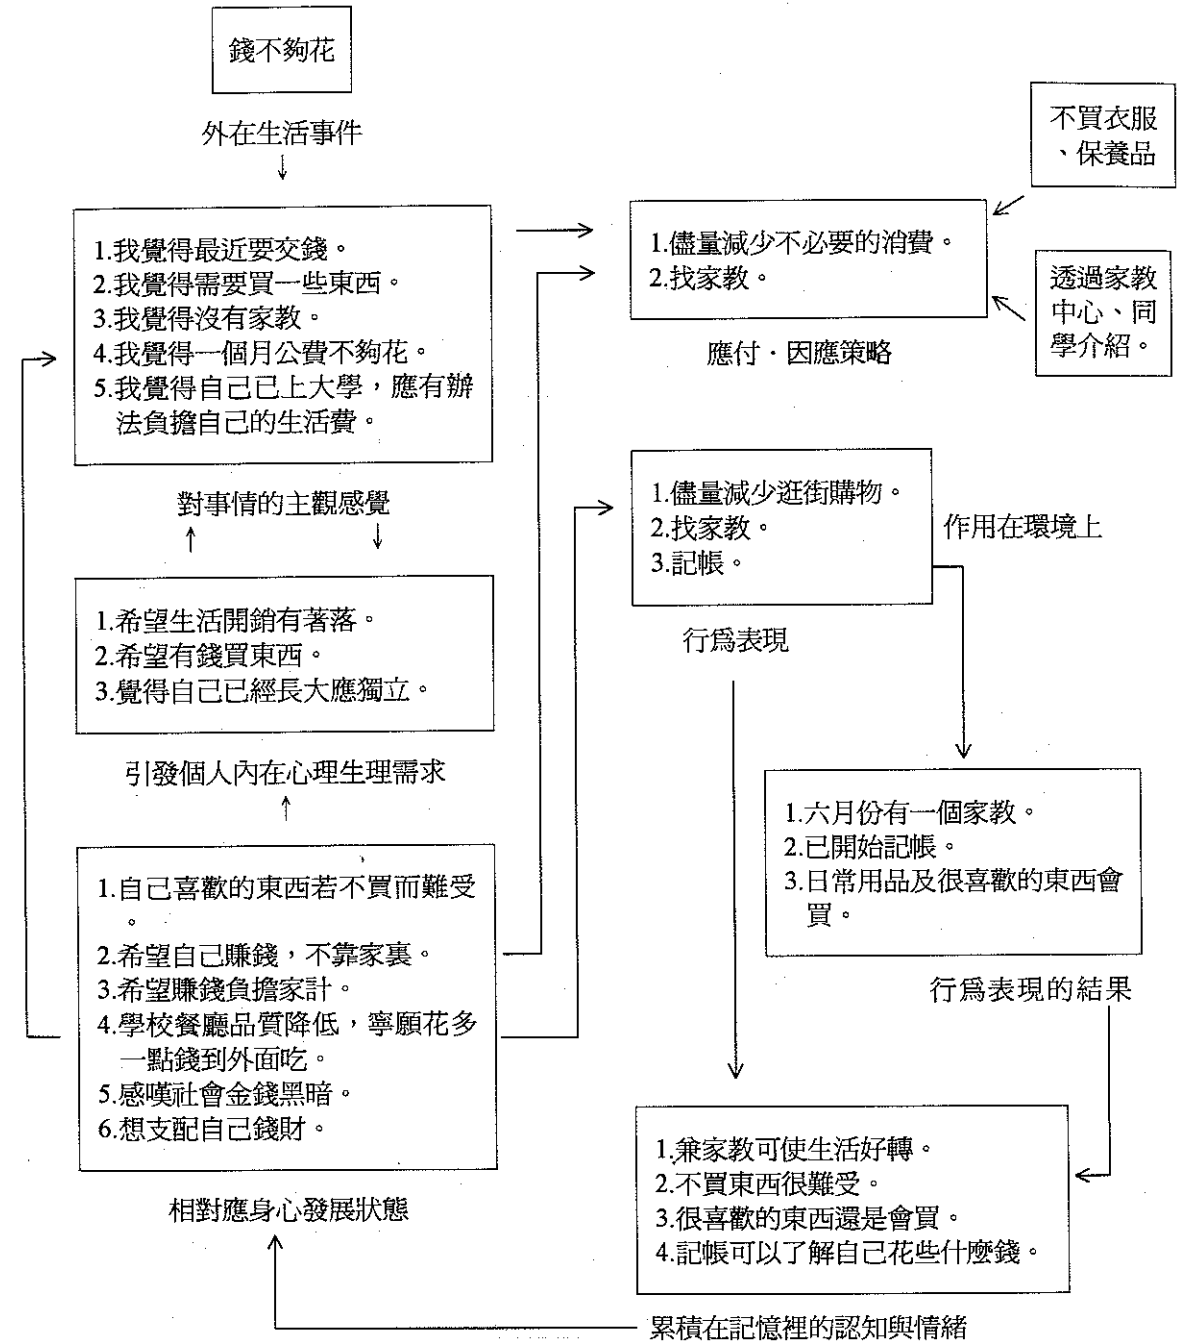 錢不夠花
外在生活事件
1.我覺得最近要交錢。
2.我覺得需要買一些東西。
3.我覺得沒有家教。
4.我覺得一個月公費不夠花。
5.我覺得自己已上大學，應有辦
法負擔自己的生活費。
對事情的主觀感覺
1.希望生活開銷有著落。
2.希望有錢買東西。
3.覺得自己已經長大應獨立。
引發個人內在心理生理需求
1.自己喜歡的東西若不買而難受
。
2.希望自己賺錢，不靠家裏。
3.希望賺錢負擔家計。
4.學校餐廳品質降低，寧願花多
一點錢到外面吃。
5.感嘆社會金錢黑暗。
6.想支配自己錢財。
相對應身心發展狀態
不買衣服
、保養品
1.儘量減少不必要的消費。
2.找家教。
應付·因應策略
透過家教
中心、同
學介紹。
1.儘量減少逛街購物。
2.找家教。
3.記帳。
行爲表現
作用在環境上
1.六月份有一個家教。
2.已開始記帳。
3.日常用品及很喜歡的東西會
買。
行爲表現的結果
1.兼家教可使生活好轉。
2.不買東西很難受。
3.很喜歡的東西還是會買。
4.記帳可以了解自己花些什麼錢。
累積在記憶裡的認知與情緒